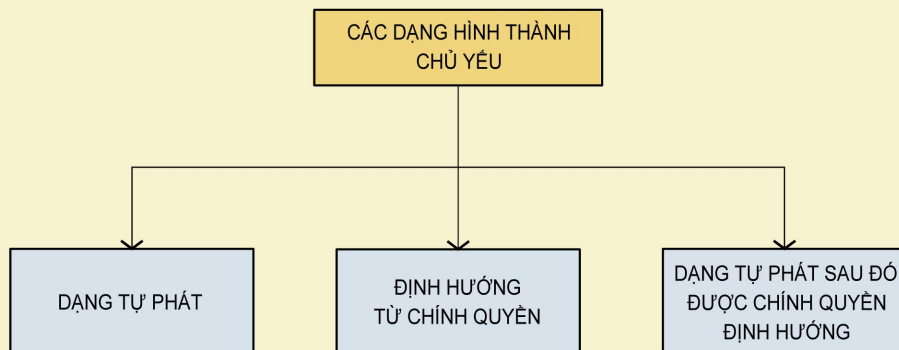 CÁC DẠNG HÌNH THÀNH
CHỦ YẾU
DẠNG TỰ PHÁT
ĐỊNH HƯỚNG
TỪ CHÍNH QUYỀN
DẠNG TỰ PHÁT SAU ĐÓ
ĐƯỢC CHÍNH QUYỀN
ĐỊNH HƯỚNG